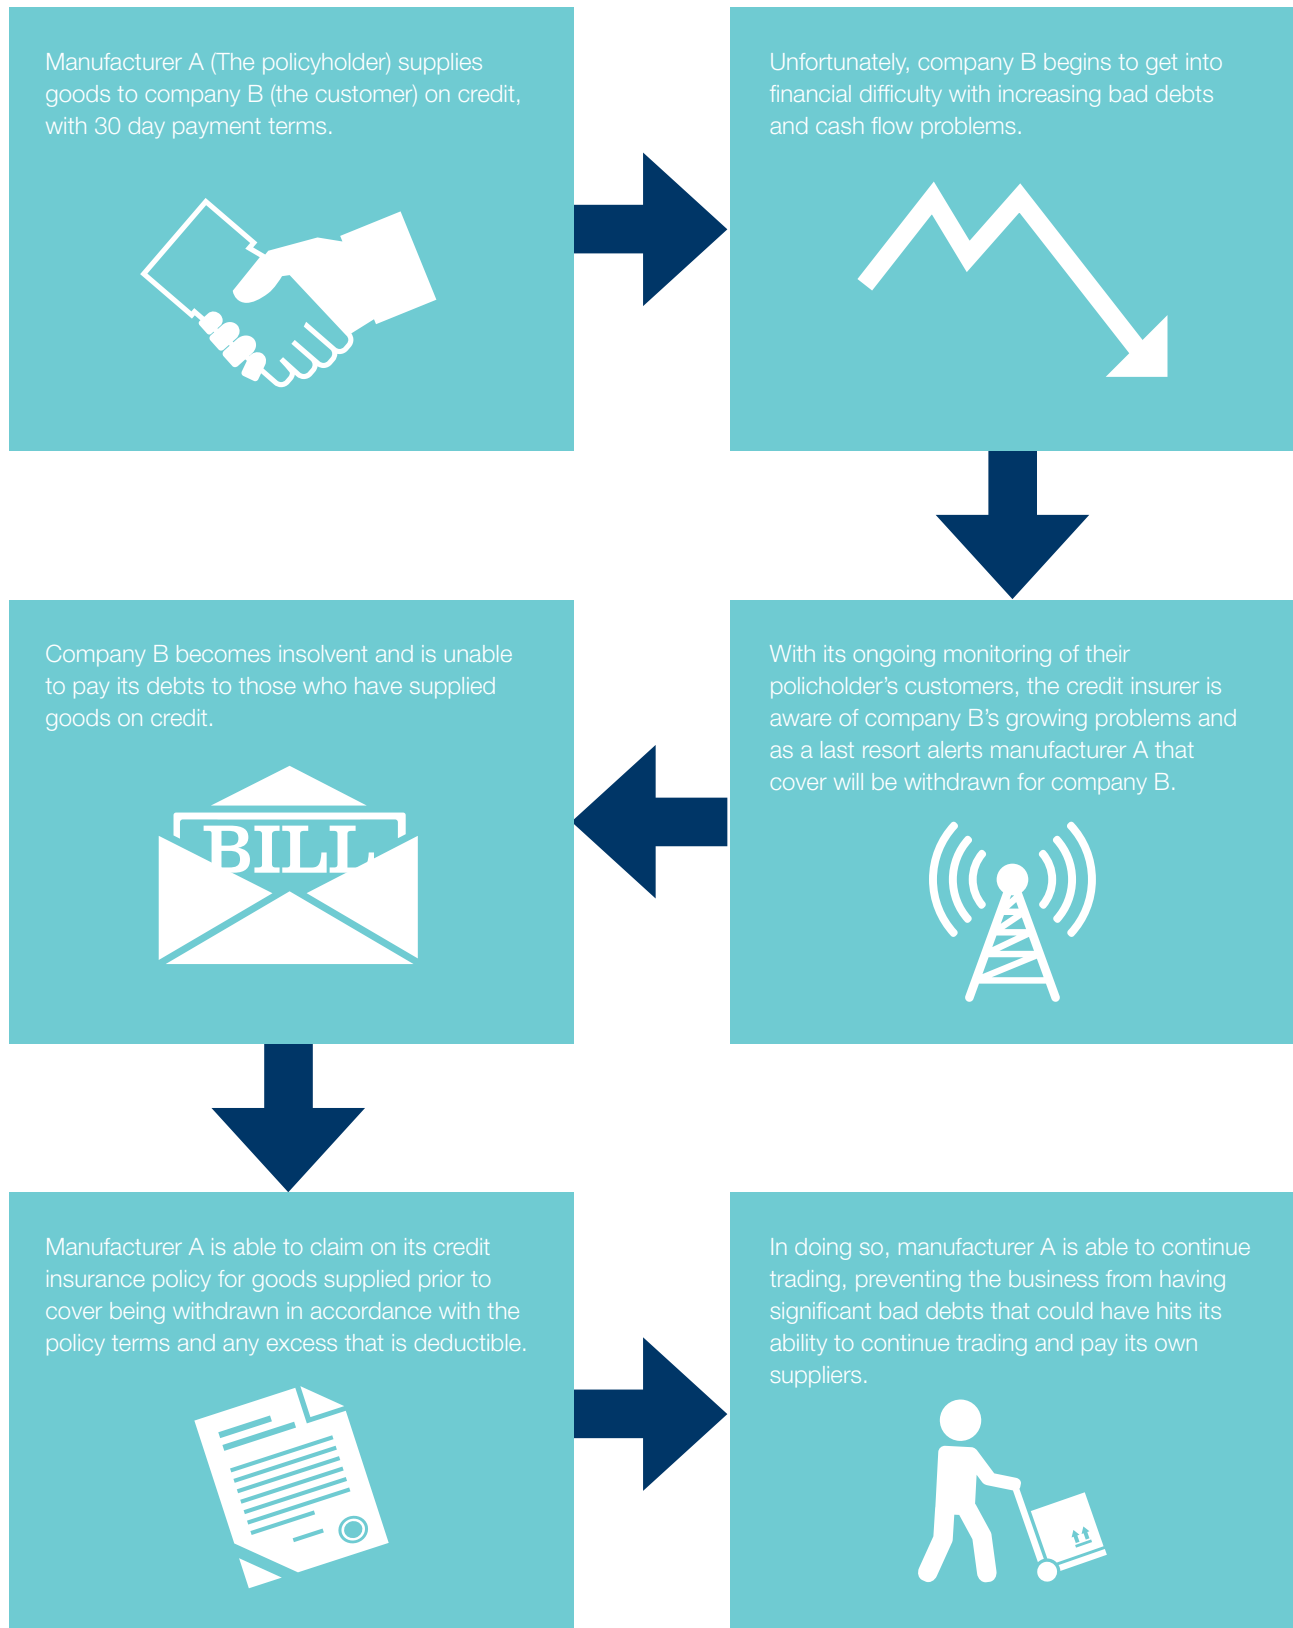 Manufacturer A (The policyholder) supplies
goods to company B (the customer) on credit,
with 30 day payment terms.
Unfortunately, company B begins to get into
financial difficulty with increasing bad debts
and cash flow problems.
With its ongoing monitoring of their
policholder’s customers, the credit insurer is
aware of company B’s growing problems and
as a last resort alerts manufacturer A that
cover will be withdrawn for company B.
Company B becomes insolvent and is unable
to pay its debts to those who have supplied
goods on credit.
BILL
Manufacturer A is able to claim on its credit
insurance policy for goods supplied prior to
cover being withdrawn in accordance with the
policy terms and any excess that is deductible.
In doing so, manufacturer A is able to continue
trading, preventing the business from having
significant bad debts that could have hits its
ability to continue trading and pay its own
suppliers.